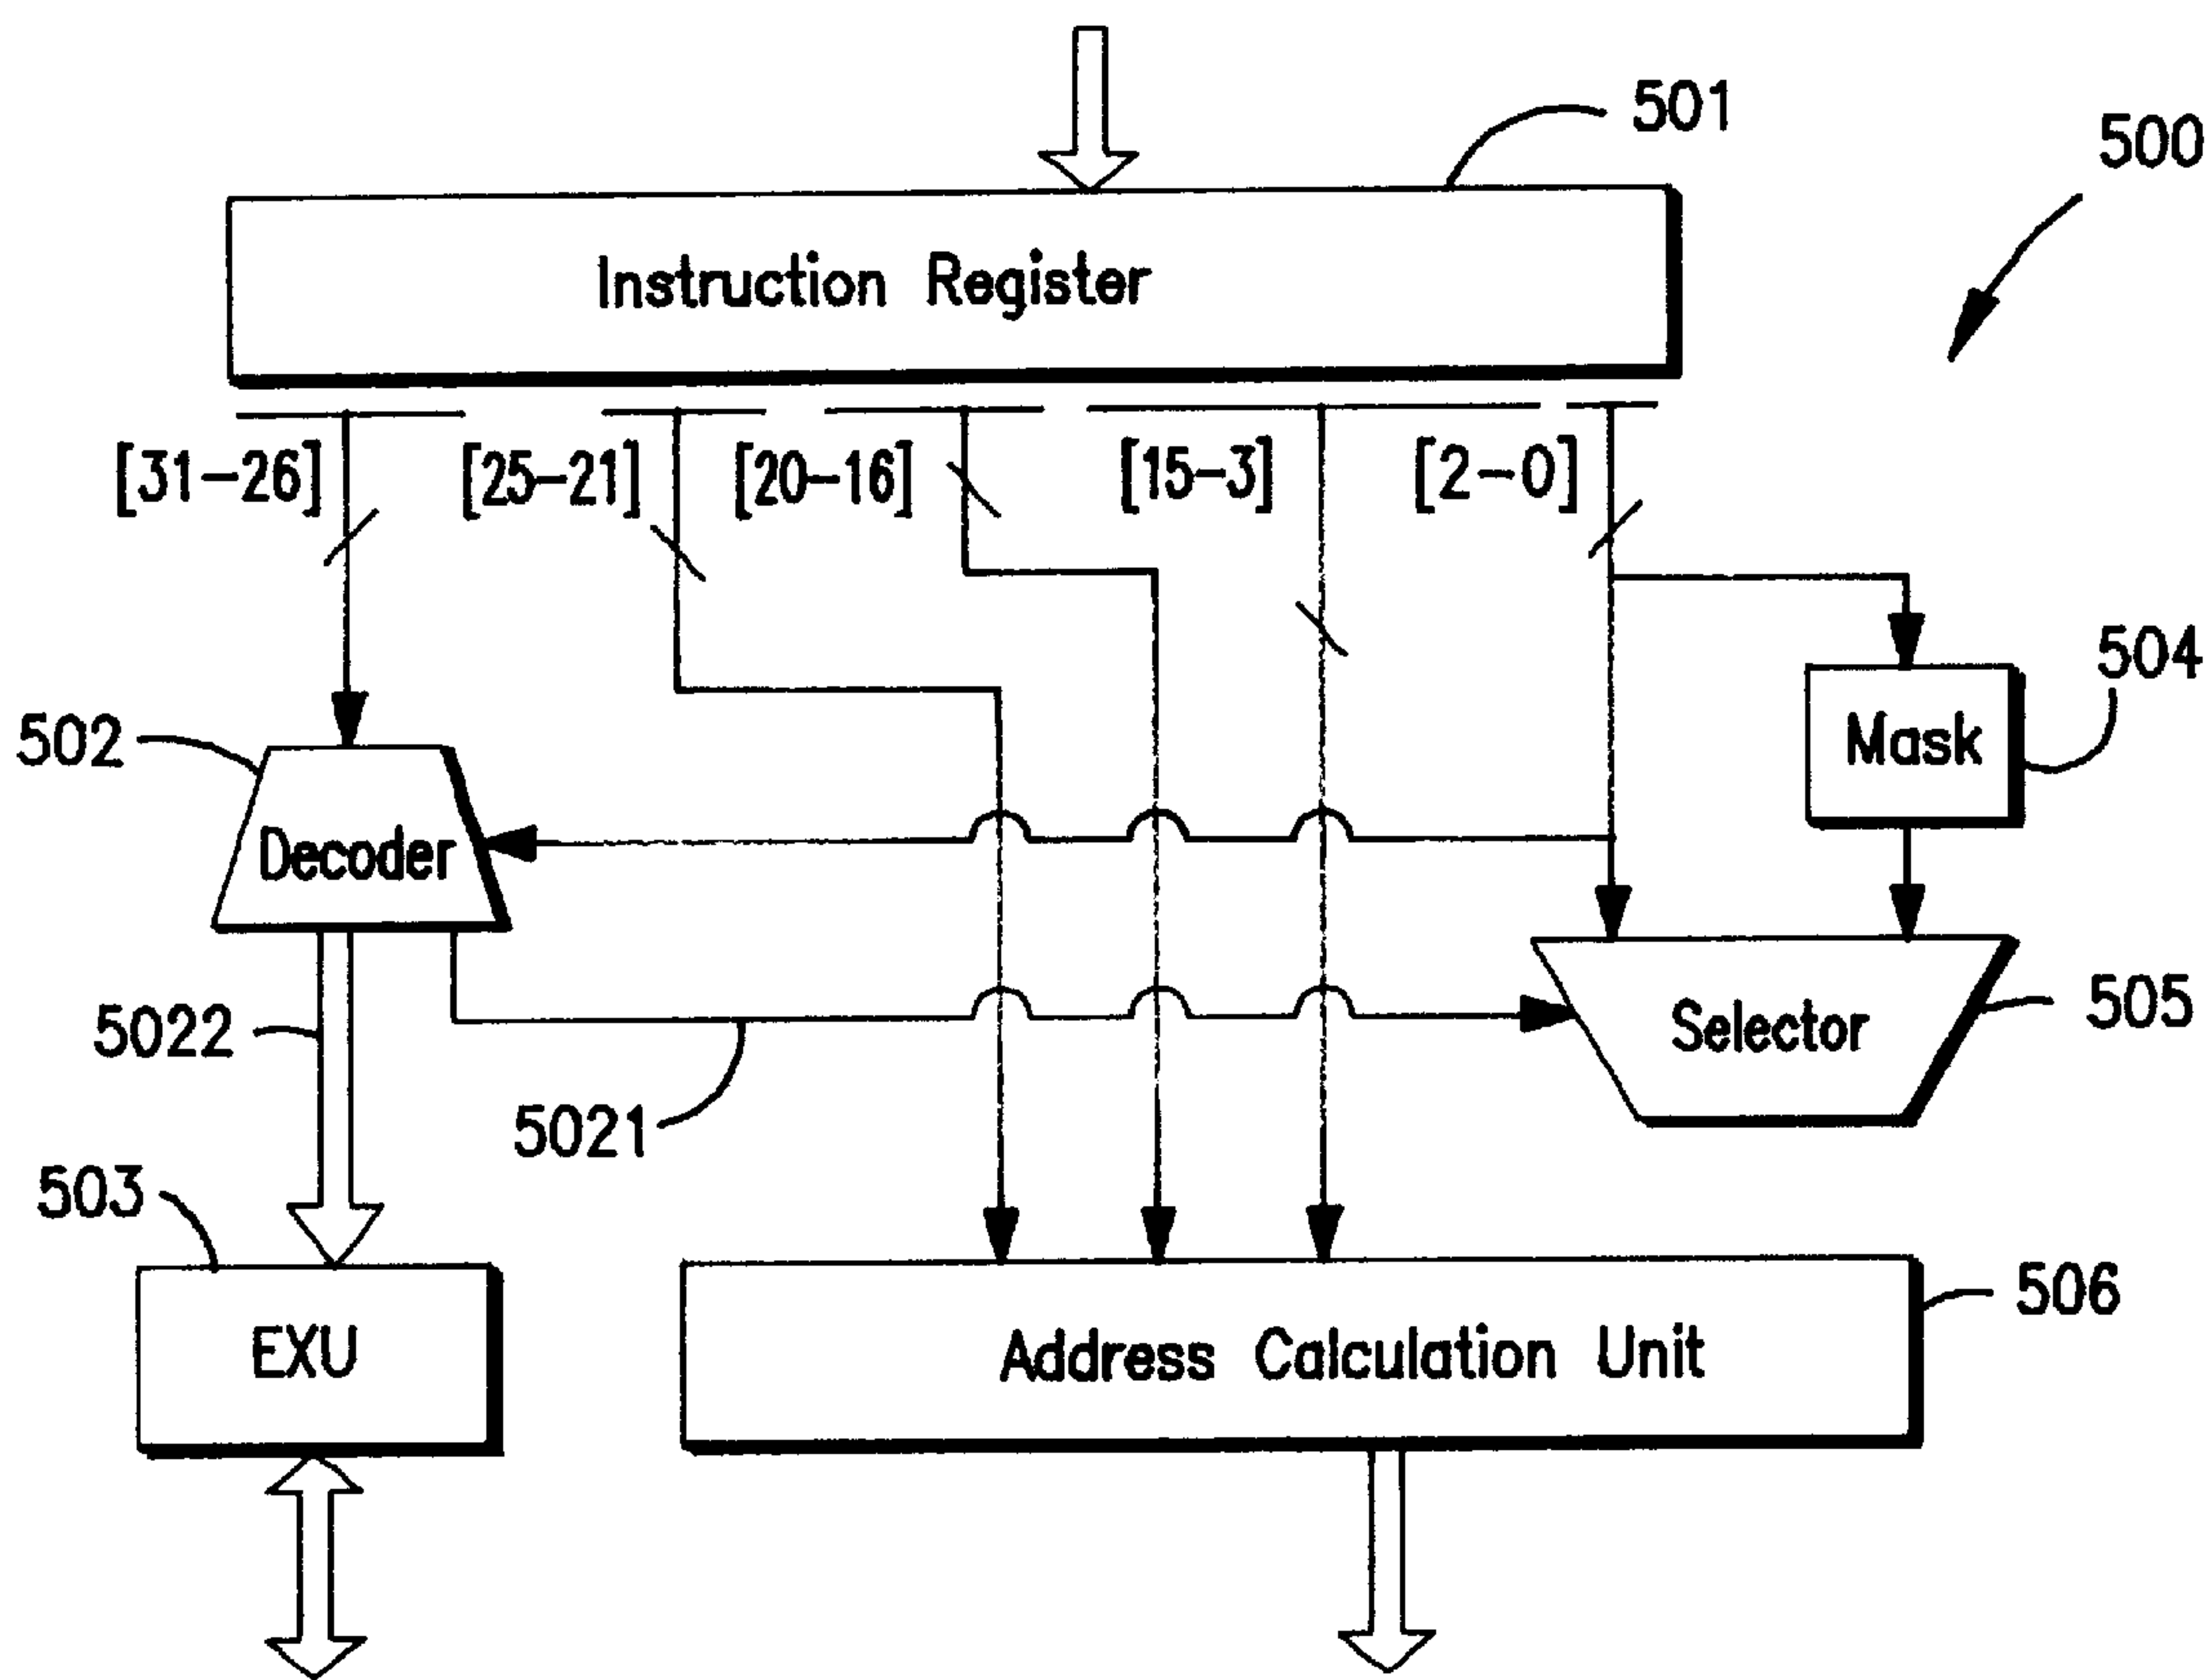 501
500
Instruction Register
[31-26]
[25-21]
[20-16]
[15-3]
[2-0]
504
Mask
502
Decoder
505
Selector
5022
5021
503
506
EXU
Address Calculation Unit